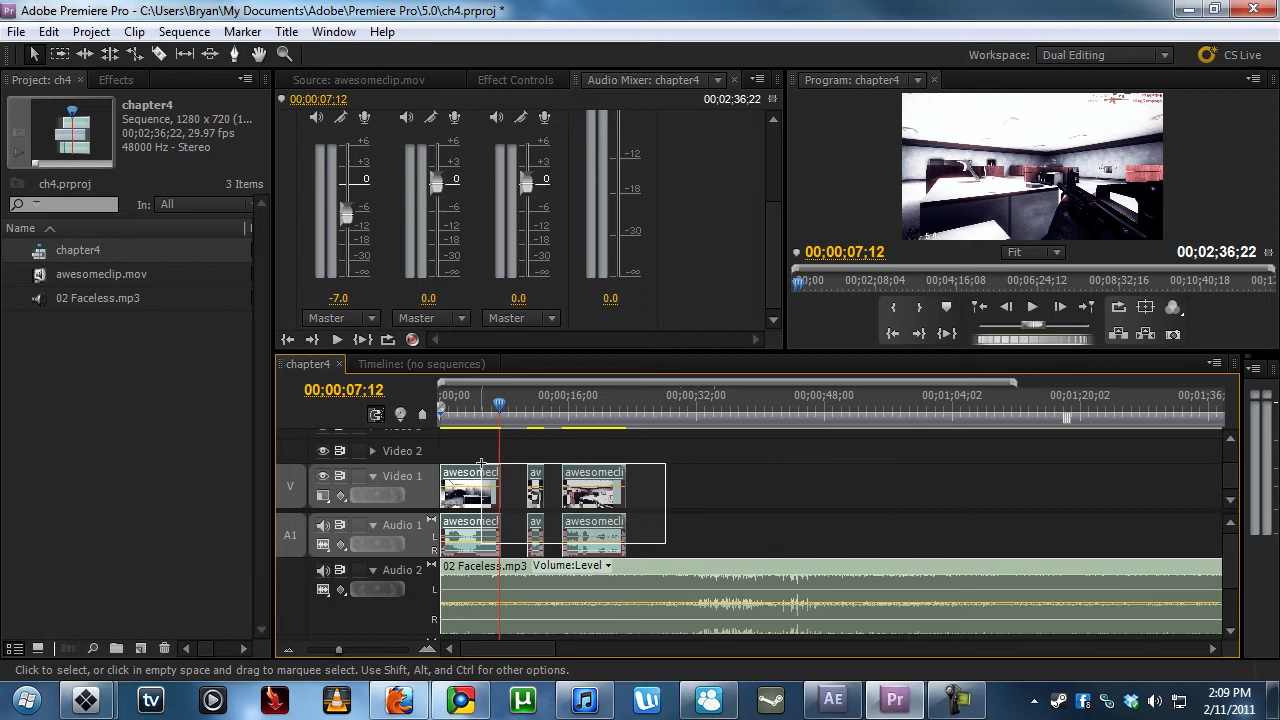 Adobe Premiere Pro - C:\Users\Bryan\My Documents\Adobe\Premiere Pro\5.0\ch4.prproj *
File Edit Project Clip Sequence Marker Title Window Help
Workspace: Dual Editing CS Live
Project: ch4 Effects
chapter4
Sequence, 1280 x 720 (1...
00;02;36;22, 29.97 fps
48000 Hz - Stereo
ch4.prproj 3 Items
In: All
Name
chapter4
awesomeclip.mov
02 Faceless.mp3
Source: awesomeclip.mov Effect Controls Audio Mixer: chapter4
00;00;07;12 00;02;36;22
+6 +6 +6
+3 +3 +3
0 0 0
-6 -6 -6
-12 -12 -12 -12
-18 -18 -18 -18
-30 -30 -30 -30
-∞ -∞ -∞ -∞
-7.0 0.0 0.0 0.0
Master Master Master
Program: chapter4
00;00;07;12 Fit 00;02;36;22
;00;00 00;02;08;04 00;04;16;08 00;06;24;12 00;08;32;16 00;10;40;18 00;12
chapter4 Timeline: (no sequences)
00;00;07;12
;00;00 00;00;16;00 00;00;32;00 00;00;48;00 00;01;04;02 00;01;20;02 00;01;36;
Video 2
V Video 1
awesomecl aw awesomecli
A1 Audio 1 L R
awesomecl aw awesomecli
Audio 2 L R
02 Faceless.mp3 Volume:Level
Click to select, or click in empty space and drag to marquee select. Use Shift, Alt, and Ctrl for other options.
tv AE Pr
2:09 PM
2/11/2011